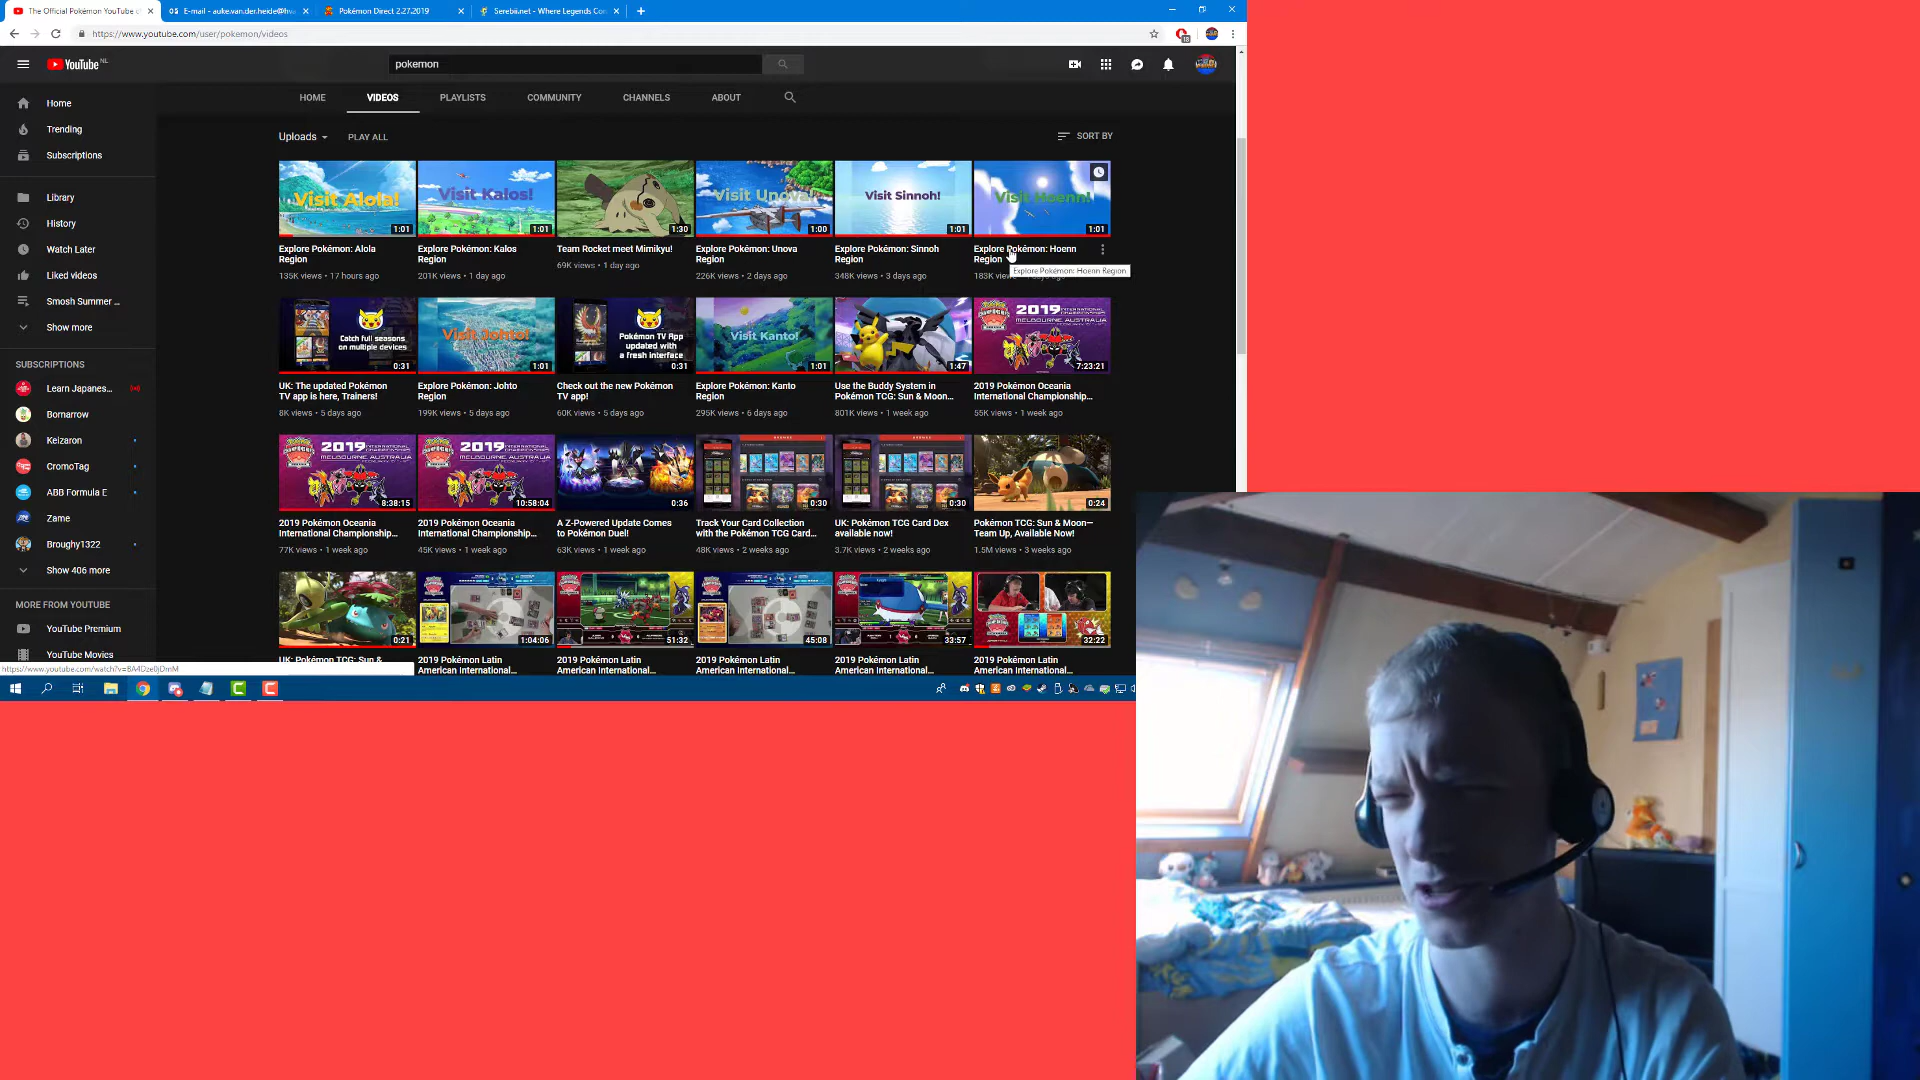 The Official Pokémon YouTube c
E-mail - auke.van.der.heide@hva
Pokémon Direct 2.27.2019
Serebii.net - Where Legends Co
https://www.youtube.com/user/pokemon/videos
YouTube NL
pokemon
HOME
VIDEOS
PLAYLISTS
COMMUNITY
CHANNELS
ABOUT
Home
Trending
Subscriptions
Library
History
Watch Later
Liked videos
Smosh Summer ...
Show more
SUBSCRIPTIONS
Learn Japanes...
Bornarrow
Keizaron
CromoTag
ABB Formula E
Zame
Broughy1322
Show 406 more
MORE FROM YOUTUBE
YouTube Premium
YouTube Movies
Uploads
PLAY ALL
SORT BY
Visit Alola!
1:01
Visit Kalos!
1:01
1:30
Visit Unova!
1:00
Visit Sinnoh!
1:01
Visit Hoenn!
1:01
Explore Pokémon: Alola
Region
135K views • 17 hours ago
Explore Pokémon: Kalos
Region
201K views • 1 day ago
Team Rocket meet Mimikyu!
69K views • 1 day ago
Explore Pokémon: Unova
Region
226K views • 2 days ago
Explore Pokémon: Sinnoh
Region
348K views • 3 days ago
Explore Pokémon: Hoenn
Region
183K
Explore Pokémon: Hoenn Region
Catch full seasons
on multiple devices
0:31
Visit Johto!
1:01
Pokémon TV App
updated with
a fresh interface
0:31
Visit Kanto!
1:01
1:47
2019
MELBOURNE AUSTRALIA
7:23:21
UK: The updated Pokémon
TV app is here, Trainers!
8K views • 5 days ago
Explore Pokémon: Johto
Region
199K views • 5 days ago
Check out the new Pokémon
TV app!
60K views • 5 days ago
Explore Pokémon: Kanto
Region
295K views • 6 days ago
Use the Buddy System in
Pokémon TCG: Sun & Moon...
801K views • 1 week ago
2019 Pokémon Oceania
International Championship...
55K views • 1 week ago
2019 INTERNATIONAL
MELBOURNE AUSTRALIA
8:38:15
2019 INTERNATIONAL
MELBOURNE AUSTRALIA
10:58:04
0:36
0:30
0:30
0:24
2019 Pokémon Oceania
International Championship...
77K views • 1 week ago
2019 Pokémon Oceania
International Championship...
45K views • 1 week ago
A Z-Powered Update Comes
to Pokémon Duel!
63K views • 1 week ago
Track Your Card Collection
with the Pokémon TCG Card...
48K views • 2 weeks ago
UK: Pokémon TCG Card Dex
available now!
3.7K views • 2 weeks ago
Pokémon TCG: Sun & Moon—
Team Up, Available Now!
1.5M views • 3 weeks ago
0:21
1:04:06
51:32
45:08
33:57
32:22
UK: Pokémon TCG: Sun &
2019 Pokémon Latin
American International...
2019 Pokémon Latin
American International...
2019 Pokémon Latin
American International...
2019 Pokémon Latin
American International...
2019 Pokémon Latin
American International...